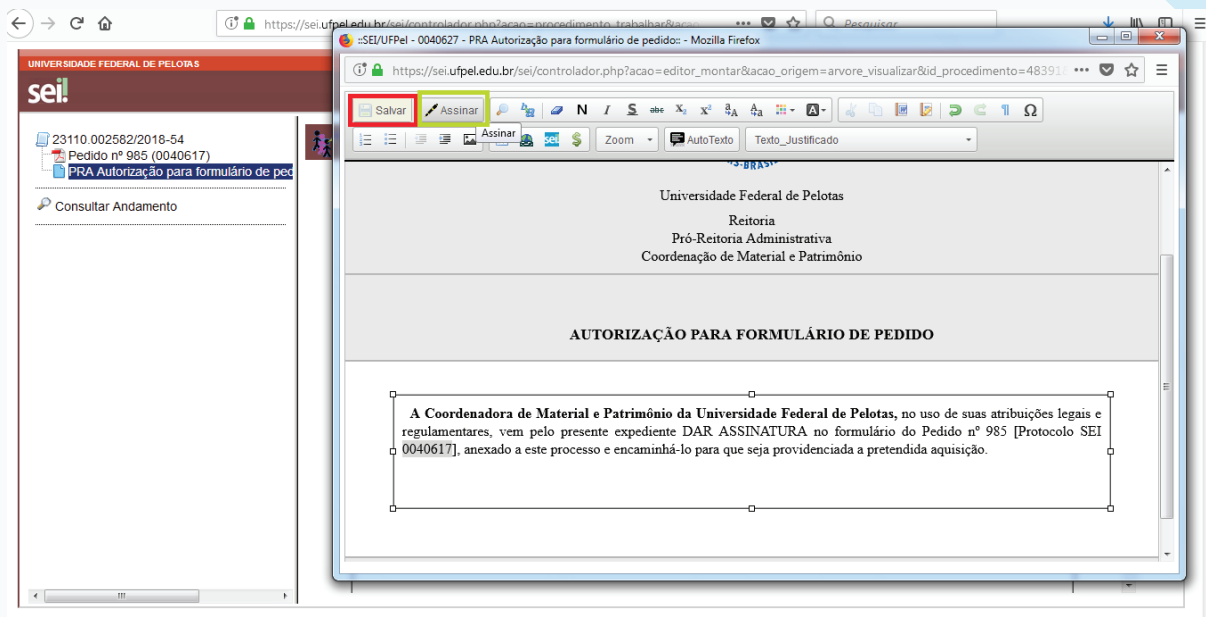 https://sei.ufpel.edu.br/sei/controlador.php?acao=procedimento_trabalhar&acao
Pesquisar
UNIVERSIDADE FEDERAL DE PELOTAS
sei!
23110.002582/2018-54
Pedido nº 985 (0040617)
PRA Autorização para formulário de ped
Consultar Andamento
::SEI/UFPel - 0040627 - PRA Autorização para formulário de pedido:: - Mozilla Firefox
https://sei.ufpel.edu.br/sei/controlador.php?acao=editor_montar&acao_origem=arvore_visualizar&id_procedimento=48391
Salvar Assinar N I S abc X₂ X²
Assinar
sei! $ Zoom AutoTexto Texto_Justificado
Universidade Federal de Pelotas
Reitoria
Pró-Reitoria Administrativa
Coordenação de Material e Patrimônio
AUTORIZAÇÃO PARA FORMULÁRIO DE PEDIDO
A Coordenadora de Material e Patrimônio da Universidade Federal de Pelotas, no uso de suas atribuições legais e
regulamentares, vem pelo presente expediente DAR ASSINATURA no formulário do Pedido nº 985 [Protocolo SEI
0040617], anexado a este processo e encaminhá-lo para que seja providenciada a pretendida aquisição.